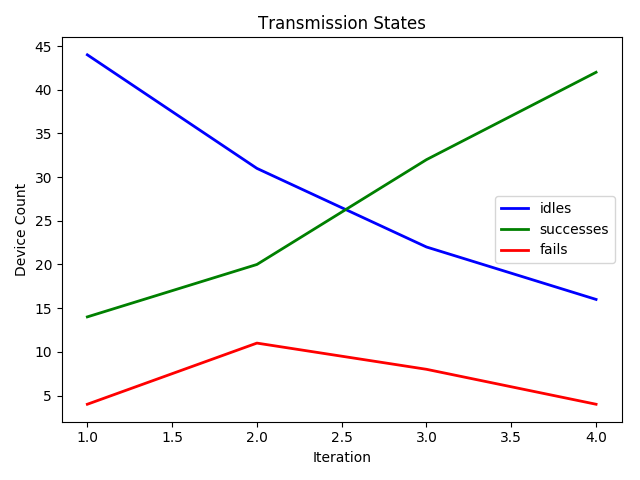 Transmission States
45
40
35
30
25
20
15
10
5
Device Count
idles
successes
fails
1.0 1.5 2.0 2.5 3.0 3.5 4.0
Iteration